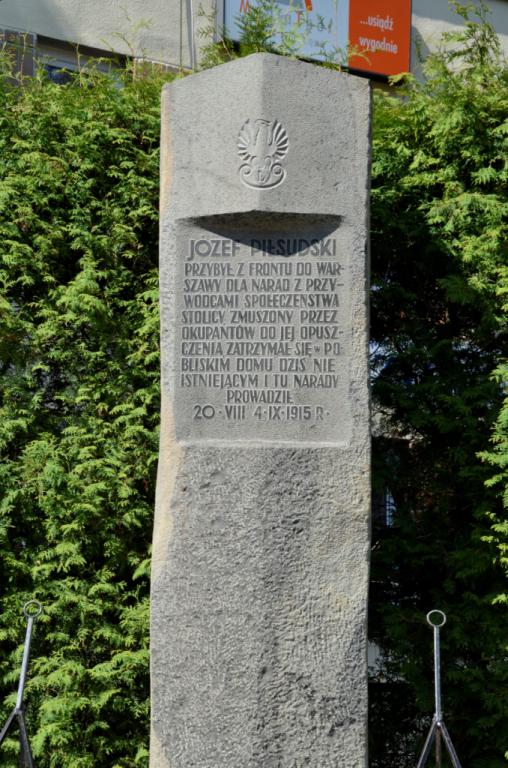 ...usiądź
wygodnie
JÓZEF PIŁSUDSKI
PRZYBYŁ Z FRONTU DO WAR-
SZAWY DLA NARAD Z PRZY-
WÓDCAMI SPOŁECZEŃSTWA
STOLICY ZMUSZONY PRZEZ
OKUPANTÓW DO JEJ OPUSZ-
CZENIA ZATRZYMAŁ SIĘ W PO-
BLISKIM DOMU DZIŚ NIE
ISTNIEJĄCYM I TU NARADY
PROWADZIŁ
20·VIII 4·IX·1915 R·